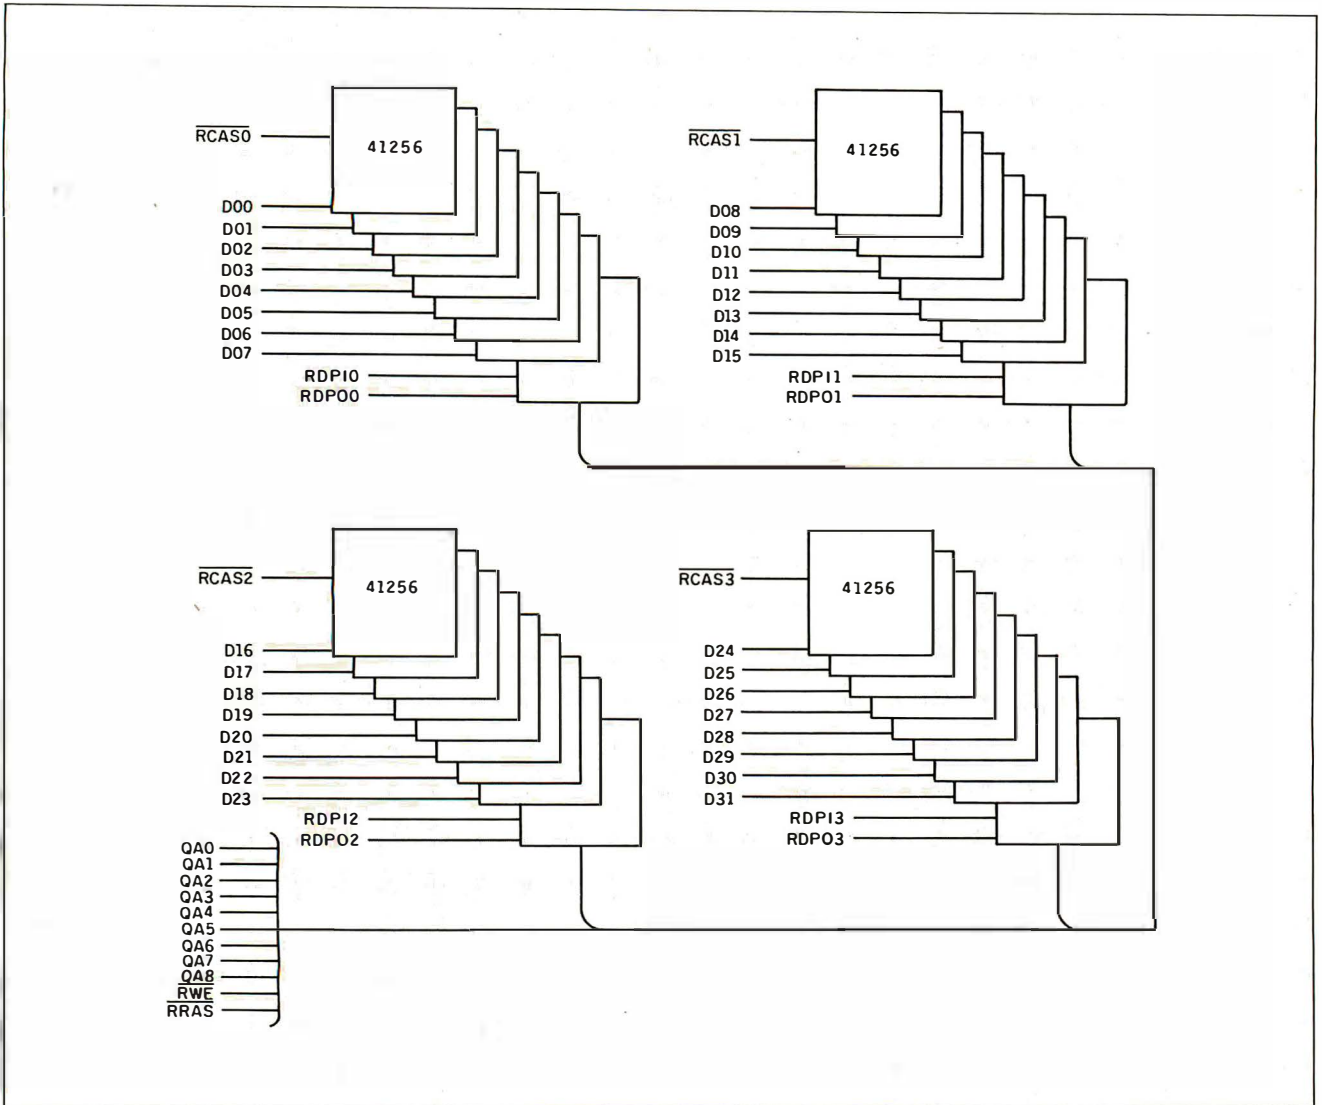 RCAS0
41256
D00
D01
D02
D03
D04
D05
D06
D07
RDPI0
RDPO0
RCAS1
41256
D08
D09
D10
D11
D12
D13
D14
D15
RDPI1
RDPO1
RCAS2
41256
D16
D17
D18
D19
D20
D21
D22
D23
RDPI2
RDPO2
RCAS3
41256
D24
D25
D26
D27
D28
D29
D30
D31
RDPI3
RDPO3
QA0
QA1
QA2
QA3
QA4
QA5
QA6
QA7
QA8
RWE
RRAS